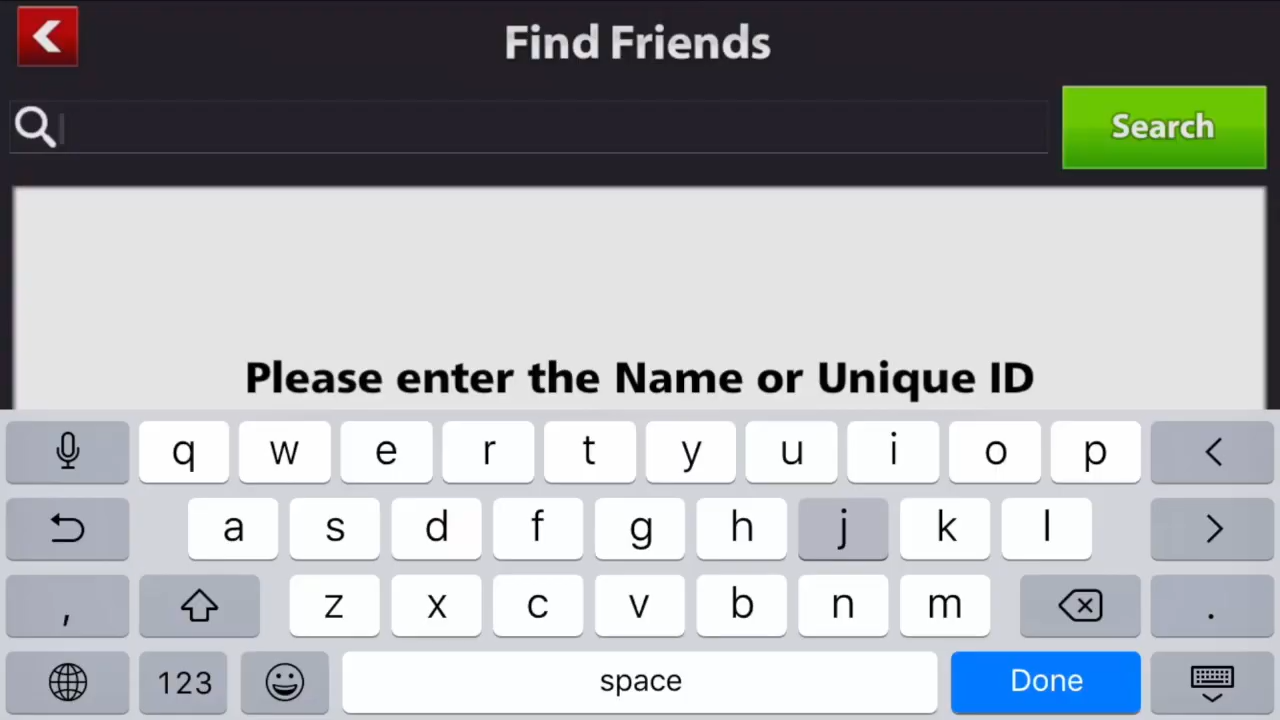 Find Friends
Search
Please enter the Name or Unique ID
q w e r t y u i o p <
a s d f g h j k l >
, z x c v b n m .
123 space Done